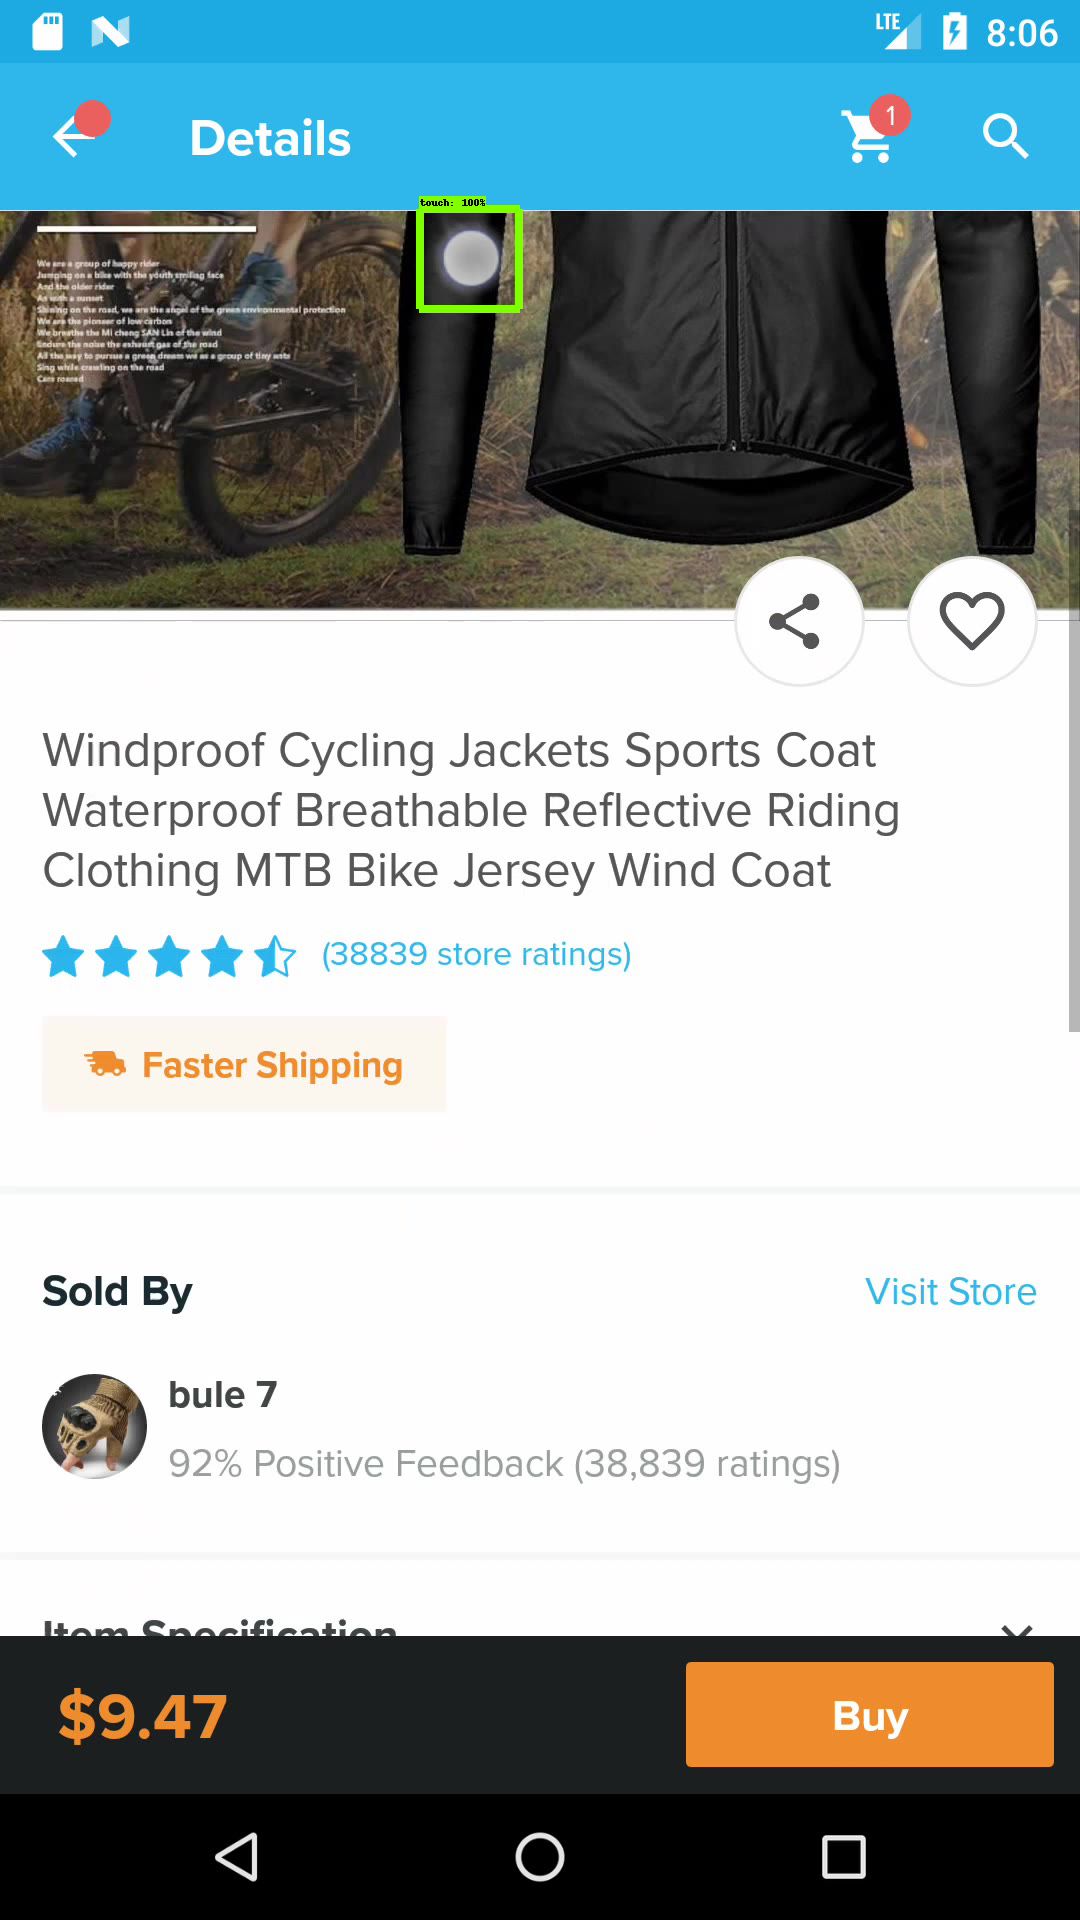 LTE 8:06
Details
1
touch: 100%
We are a group of happy rider
Jumping on a bike with the youth smiling face
And the older rider
As with a sunset
Shining on the road, we are the angel of the green environmental protection
We are the pioneer of low carbon
We breathe the Mi cheng SAN Lin of the wind
Endure the noise the exhaust gas of the road
All the way to pursue a green dream we as a group of tiny ants
Sing while crawling on the road
Cars roared
Windproof Cycling Jackets Sports Coat
Waterproof Breathable Reflective Riding
Clothing MTB Bike Jersey Wind Coat
(38839 store ratings)
Faster Shipping
Sold By
Visit Store
bule 7
92% Positive Feedback (38,839 ratings)
Item Specification
$9.47
Buy